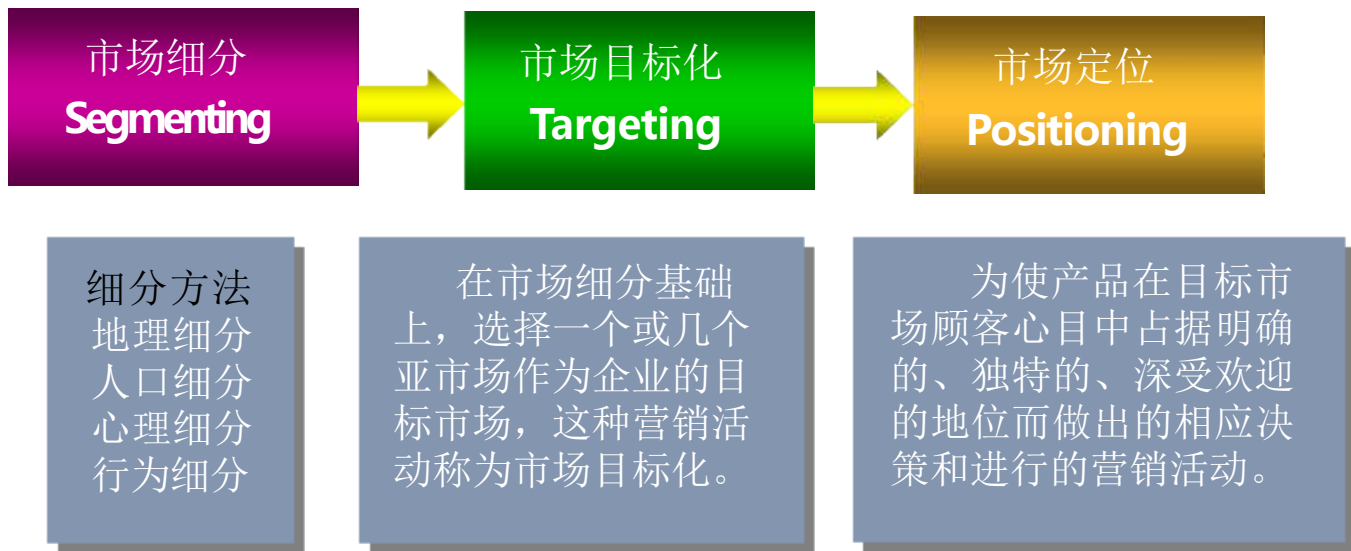 市场细分
Segmenting
市场目标化
Targeting
市场定位
Positioning
细分方法
地理细分
人口细分
心理细分
行为细分
在市场细分基础
上，选择一个或几个
亚市场作为企业的目
标市场，这种营销活
动称为市场目标化。
为使产品在目标市
场顾客心目中占据明确
的、独特的、深受欢迎
的地位而做出的相应决
策和进行的营销活动。